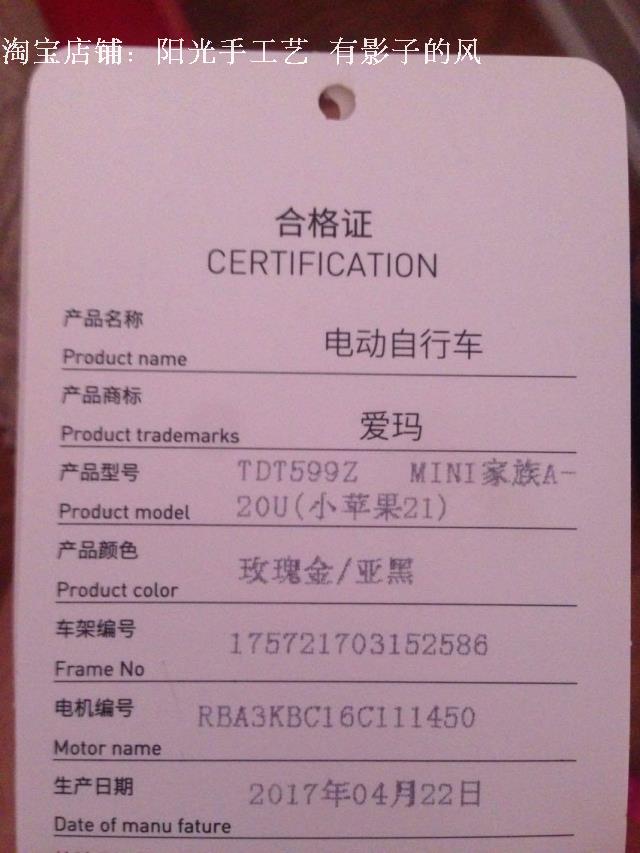 淘宝店铺: 阳光手工艺 有影子的风
合格证
CERTIFICATION
产品名称
Product name
电动自行车
产品商标
Product trademarks
爱玛
产品型号
Product model
TDT599Z MINI家族A-
20U(小苹果21)
产品颜色
Product color
玫瑰金/亚黑
车架编号
Frame No
175721703152586
电机编号
Motor name
RBA3KBC16C111450
生产日期
Date of manu fature
2017年04月22日